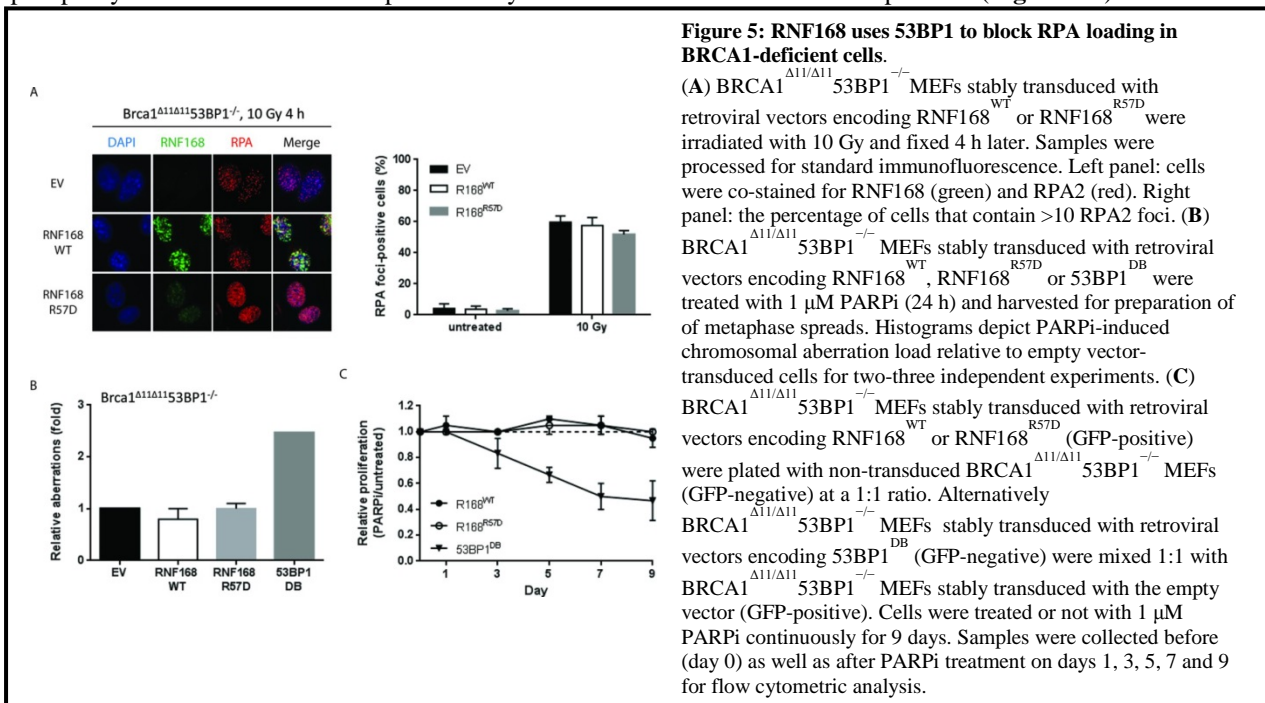 A
Brca1Δ11Δ1153BP1-/-, 10 Gy 4 h
DAPI RNF168 RPA Merge
EV
RNF168
WT
RNF168
R57D
RPA foci-positive cells (%)
100
80
60
40
20
0
EV
R168WT
R168R57D
untreated 10 Gy
B
Brca1Δ11Δ1153BP1-/-
Relative aberrations (fold)
3
2
1
0
EV RNF168 RNF168 53BP1
WT R57D DB
C
Relative proliferation
(PARPi/untreated)
1.2
1.0
0.8
0.6
0.4
0.2
0.0
R168WT
R168R57D
53BP1DB
1 3 5 7 9
Day
Figure 5: RNF168 uses 53BP1 to block RPA loading in
BRCA1-deficient cells.
(A) BRCA1Δ11/Δ1153BP1−/− MEFs stably transduced with
retroviral vectors encoding RNF168WT or RNF168R57D were
irradiated with 10 Gy and fixed 4 h later. Samples were
processed for standard immunofluorescence. Left panel: cells
were co-stained for RNF168 (green) and RPA2 (red). Right
panel: the percentage of cells that contain >10 RPA2 foci. (B)
BRCA1Δ11/Δ1153BP1−/− MEFs stably transduced with retroviral
vectors encoding RNF168WT, RNF168R57D or 53BP1DB were
treated with 1 μM PARPi (24 h) and harvested for preparation of
of metaphase spreads. Histograms depict PARPi-induced
chromosomal aberration load relative to empty vector-
transduced cells for two-three independent experiments. (C)
BRCA1Δ11/Δ1153BP1−/− MEFs stably transduced with retroviral
vectors encoding RNF168WT or RNF168R57D (GFP-positive)
were plated with non-transduced BRCA1Δ11/Δ1153BP1−/− MEFs
(GFP-negative) at a 1:1 ratio. Alternatively
BRCA1Δ11/Δ1153BP1−/− MEFs stably transduced with retroviral
vectors encoding 53BP1DB (GFP-negative) were mixed 1:1 with
BRCA1Δ11/Δ1153BP1−/− MEFs stably transduced with the empty
vector (GFP-positive). Cells were treated or not with 1 μM
PARPi continuously for 9 days. Samples were collected before
(day 0) as well as after PARPi treatment on days 1, 3, 5, 7 and 9
for flow cytometric analysis.